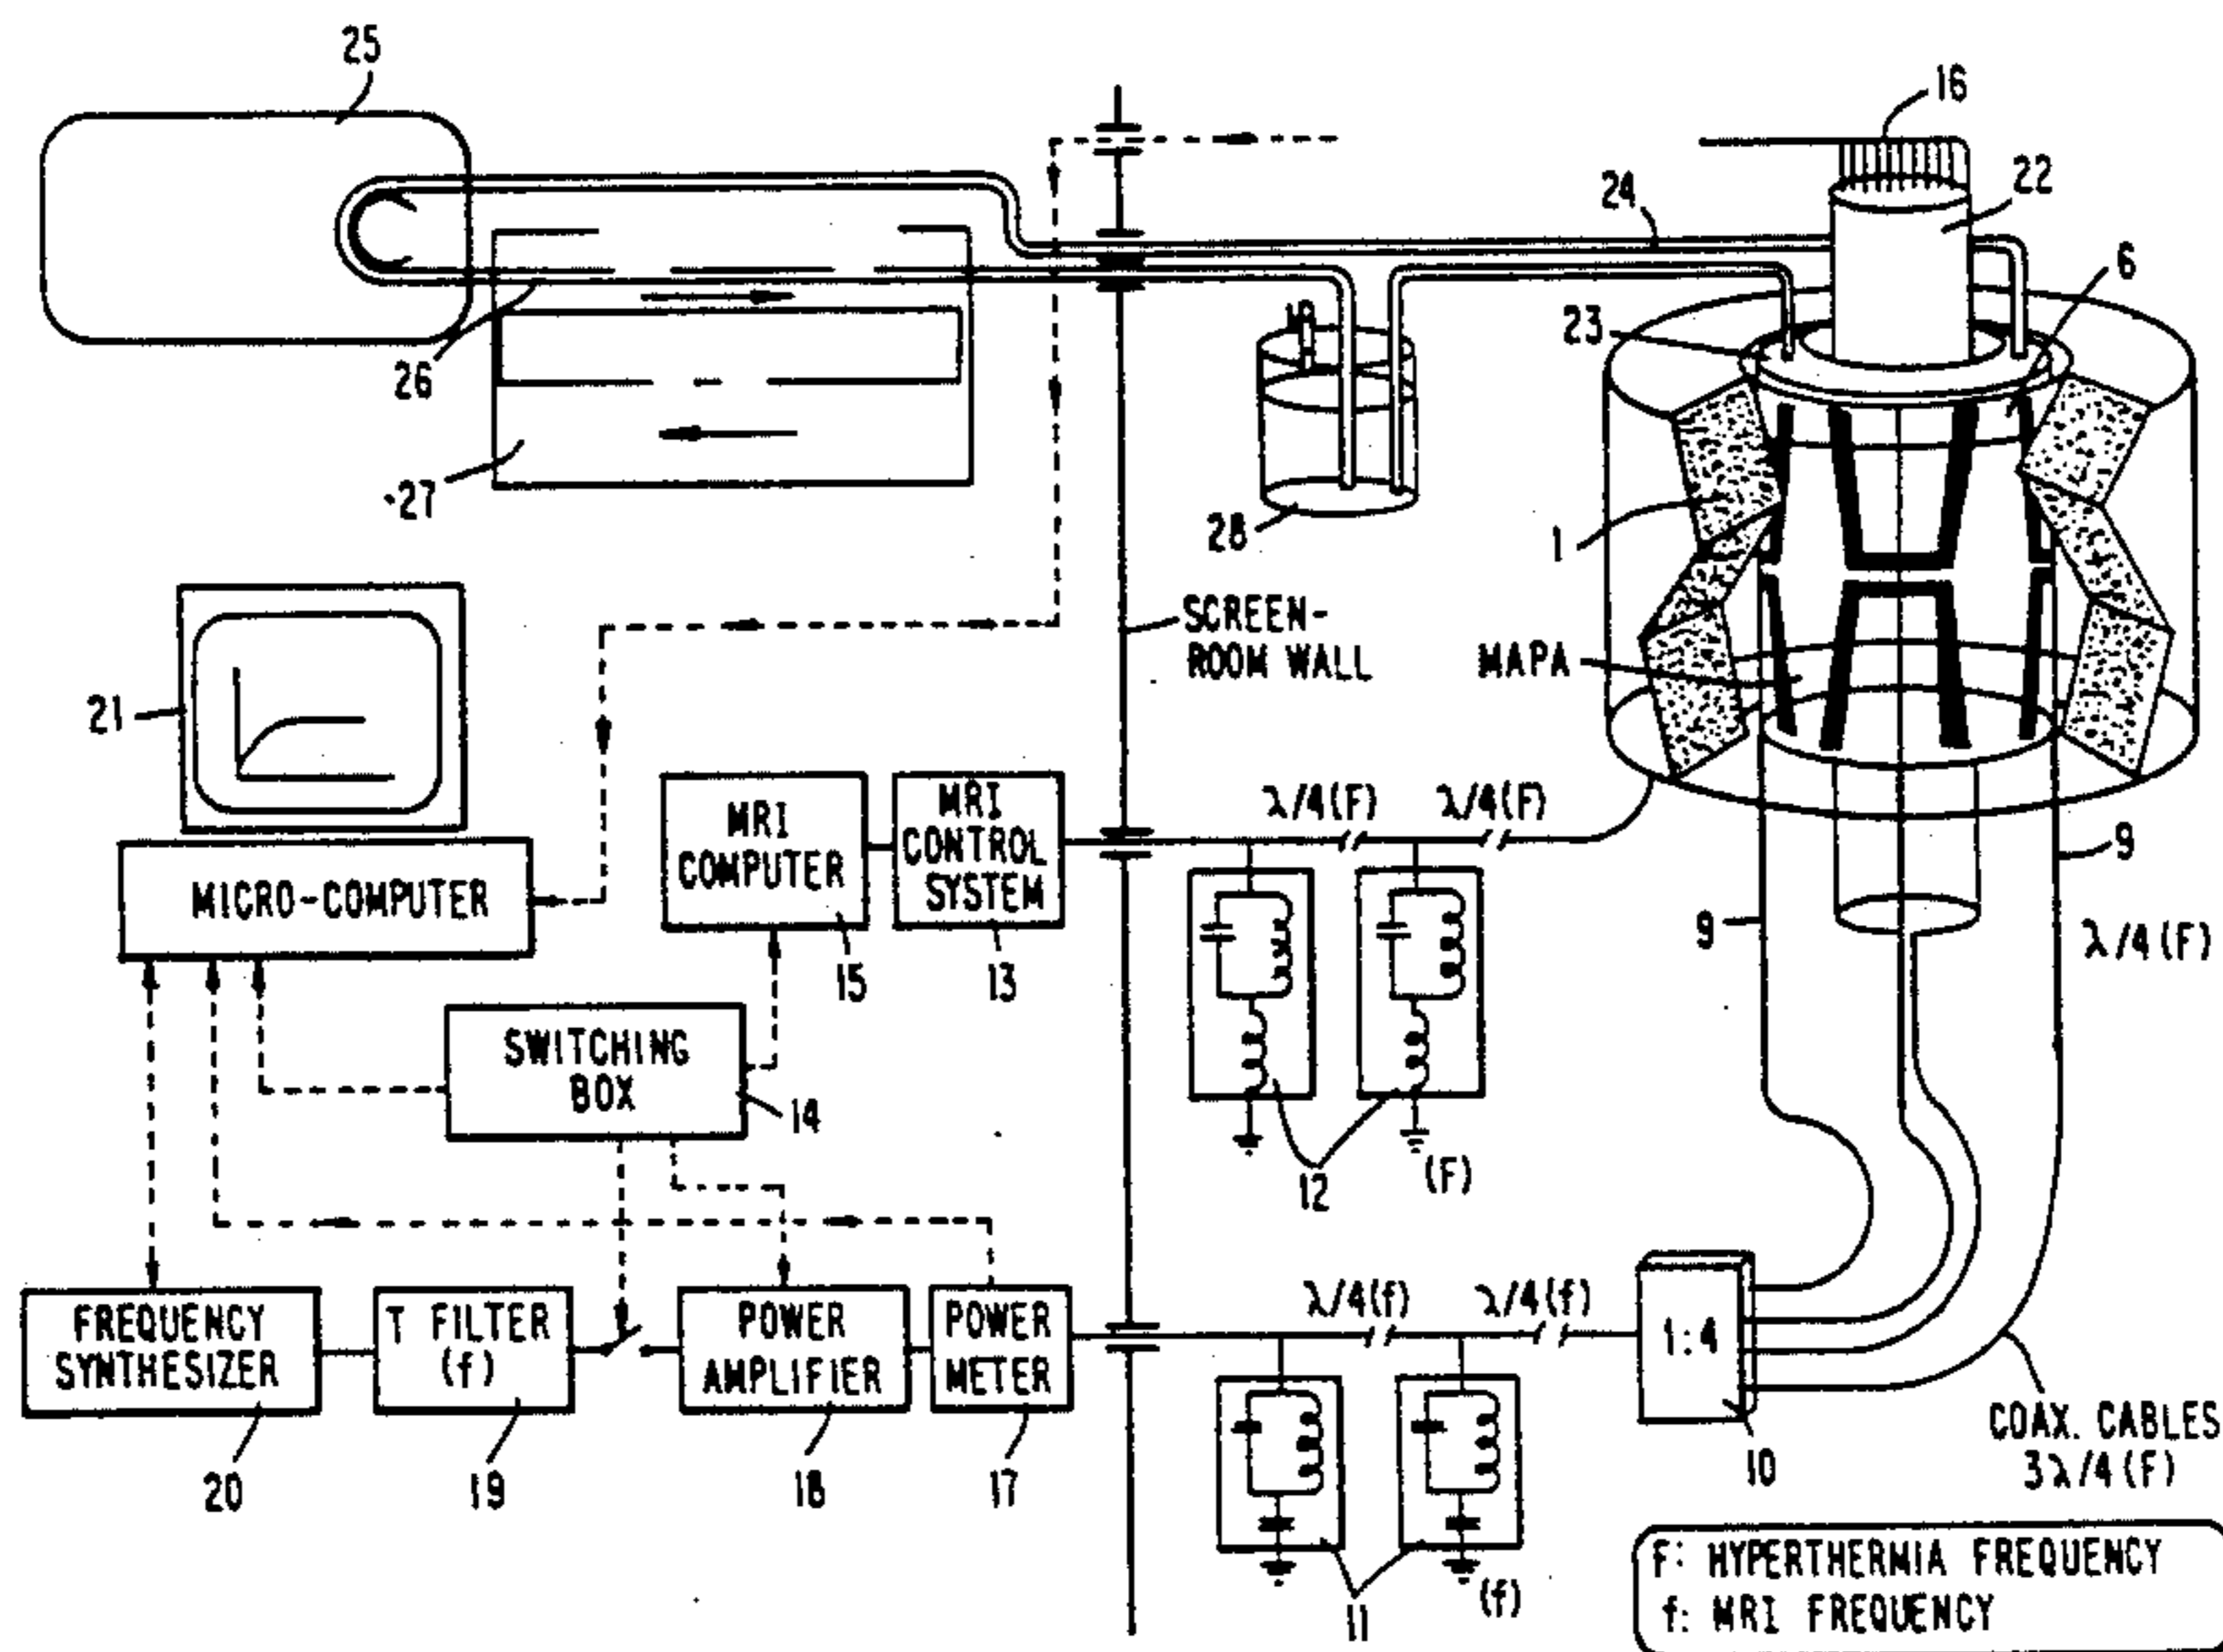 25
16
22
24
6
23
26
27
28
1
SCREEN-
ROOM WALL
MAPA
21
MICRO-COMPUTER
MRI
COMPUTER
15
MRI
CONTROL
SYSTEM
13
λ/4(F)
λ/4(F)
9
9
λ/4(F)
SWITCHING
BOX
14
12
(F)
FREQUENCY
SYNTHESIZER
20
T FILTER
(f)
19
POWER
AMPLIFIER
18
POWER
METER
17
λ/4(f)
λ/4(f)
1:4
10
COAX. CABLES
3λ/4(F)
11
(f)
F: HYPERTHERMIA FREQUENCY
f: MRI FREQUENCY